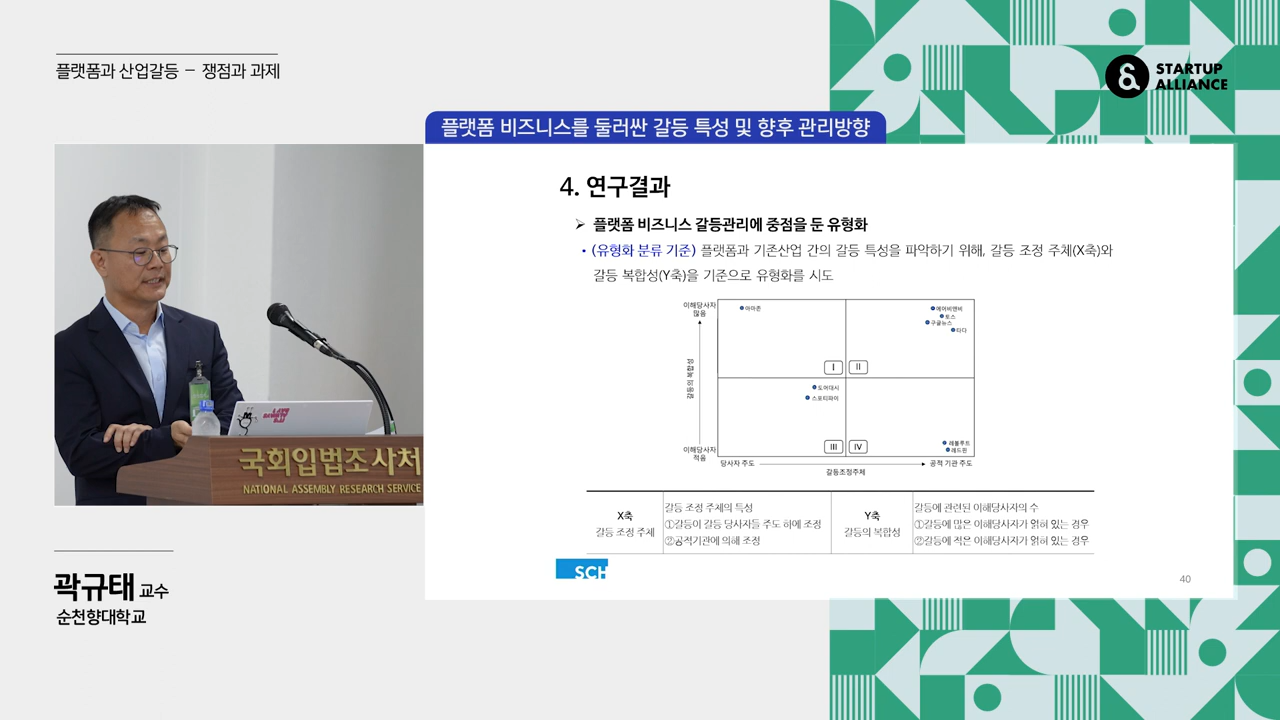 플랫폼과 산업갈등 – 쟁점과 과제
STARTUP
ALLIANCE
플랫폼 비즈니스를 둘러싼 갈등 특성 및 향후 관리방향
4. 연구결과
➢ 플랫폼 비즈니스 갈등관리에 중점을 둔 유형화
• (유형화 분류 기준) 플랫폼과 기존산업 간의 갈등 특성을 파악하기 위해, 갈등 조정 주체(X축)와
갈등 복합성(Y축)을 기준으로 유형화를 시도
이해당사자
많음
아마존
에어비앤비
토스
구글뉴스
타다
I
II
갈등의 복합성
도어대시
스포티파이
레볼루트
레드핀
III
IV
이해당사자
적음
당사자 주도
공적 기관 주도
갈등조정주체
X축
갈등 조정 주체
갈등 조정 주체의 특성
①갈등이 갈등 당사자들 주도 하에 조정
②공적기관에 의해 조정
Y축
갈등의 복합성
갈등에 관련된 이해당사자의 수
①갈등에 많은 이해당사자가 얽혀 있는 경우
②갈등에 적은 이해당사자가 얽혀 있는 경우
SCH
40
국회입법조사처
NATIONAL ASSEMBLY RESEARCH SERVICE
곽규태 교수
순천향대학교